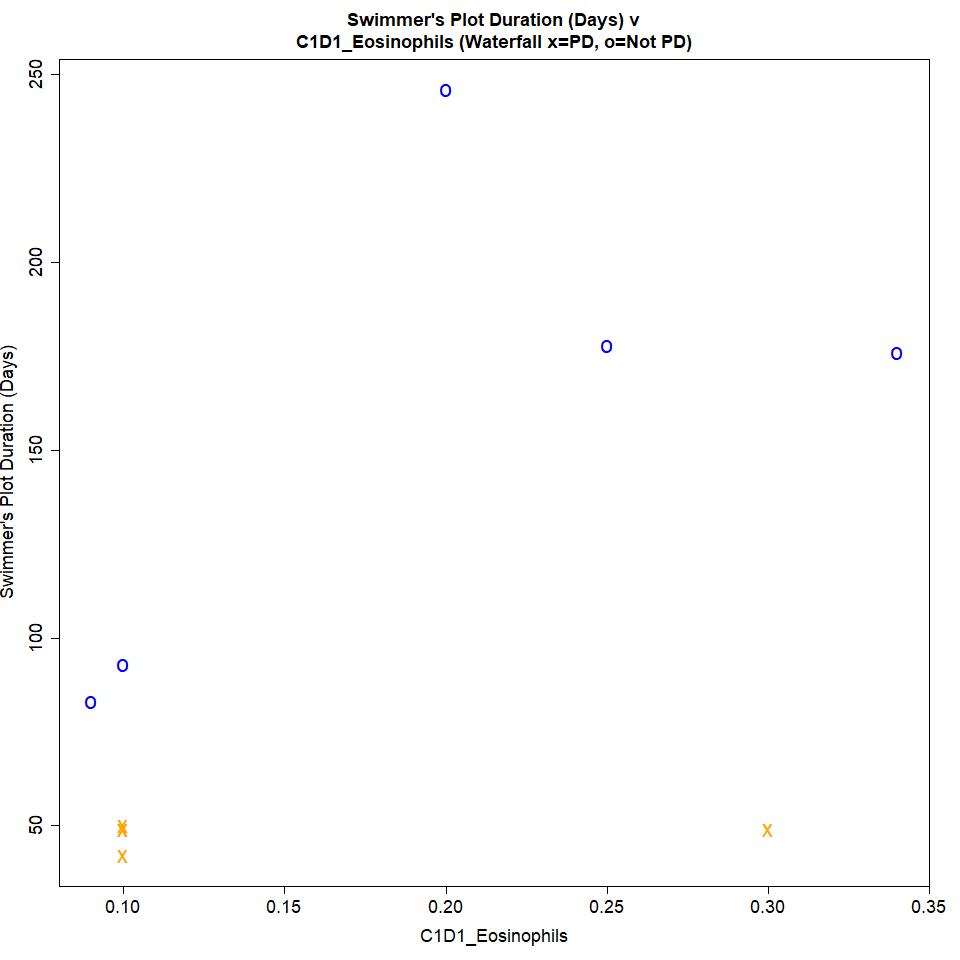 Swimmer's Plot Duration (Days) v
C1D1_Eosinophils (Waterfall x=PD, o=Not PD)
Swimmer's Plot Duration (Days)
250
200
150
100
50
O
O
O
O
O
X
X
X
X
0.10 0.15 0.20 0.25 0.30 0.35
C1D1_Eosinophils